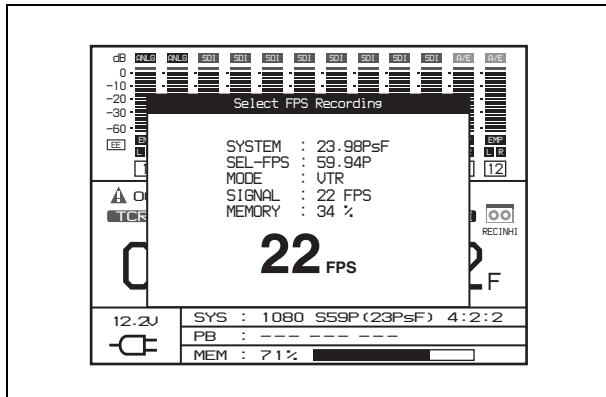 dB ANLG ANLG SDI SDI SDI SDI SDI SDI SDI SDI A/E A/E
0
-10
-20
-30
-60
EE
EMP
L R
12
Select FPS Recording
SYSTEM : 23.98PsF
SEL-FPS : 59.94P
MODE : VTR
SIGNAL : 22 FPS
MEMORY : 34 %
22 FPS
TCR
RECINHI
F
12.2V
SYS : 1080 S59P(23PsF) 4:2:2
PB : --- --- ---
MEM : 71%